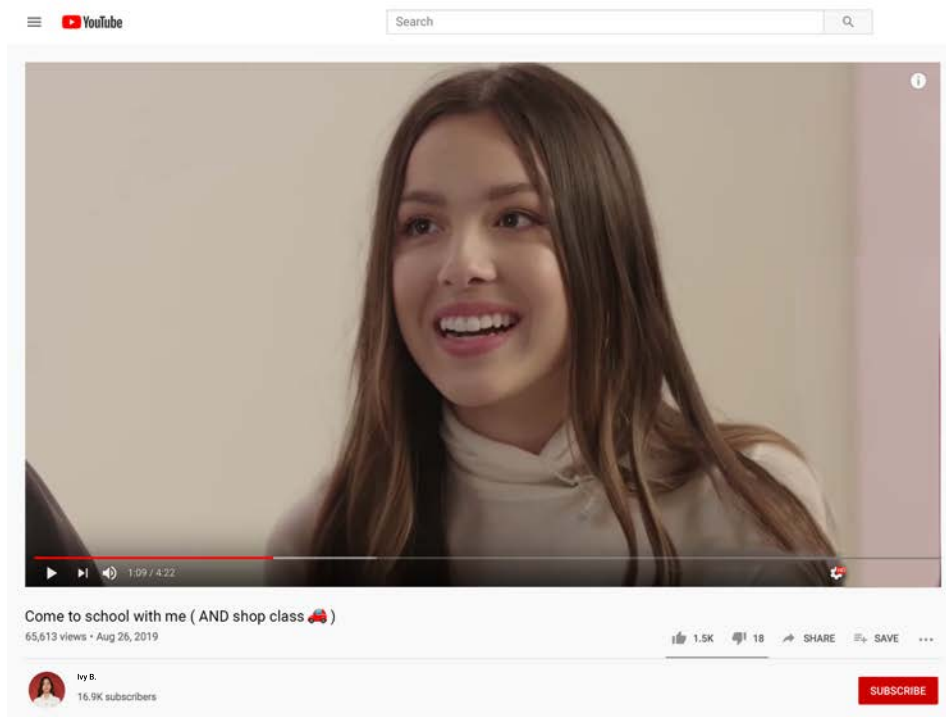 YouTube
Search
1:09 / 4:22
Come to school with me ( AND shop class 🚗 )
65,613 views • Aug 26, 2019
1.5K 18 SHARE SAVE
Ivy B.
16.9K subscribers
SUBSCRIBE